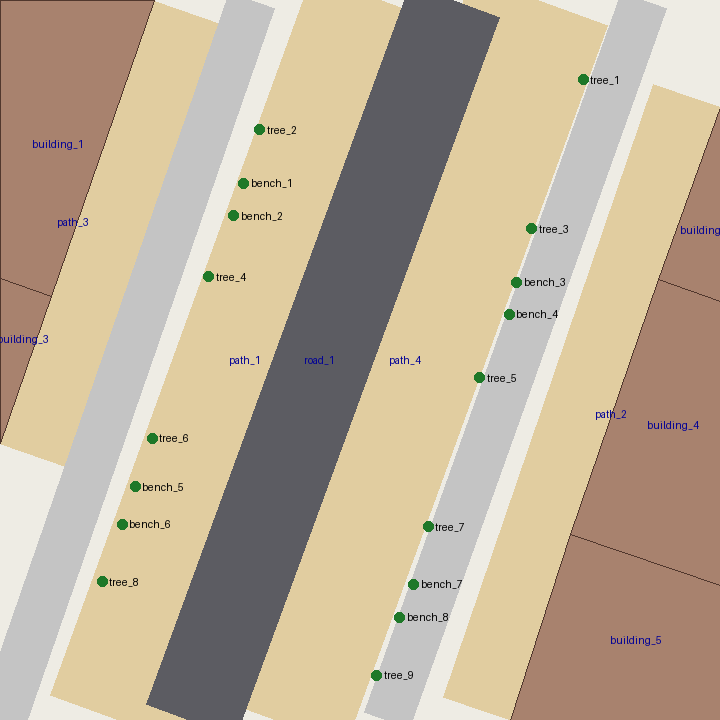 tree_1
tree_2
building_1
bench_1
bench_2
path_3
tree_3
building
tree_4
bench_3
bench_4
building_3
path_1
road_1
path_4
tree_5
path_2
building_4
tree_6
bench_5
bench_6
tree_7
tree_8
bench_7
bench_8
building_5
tree_9